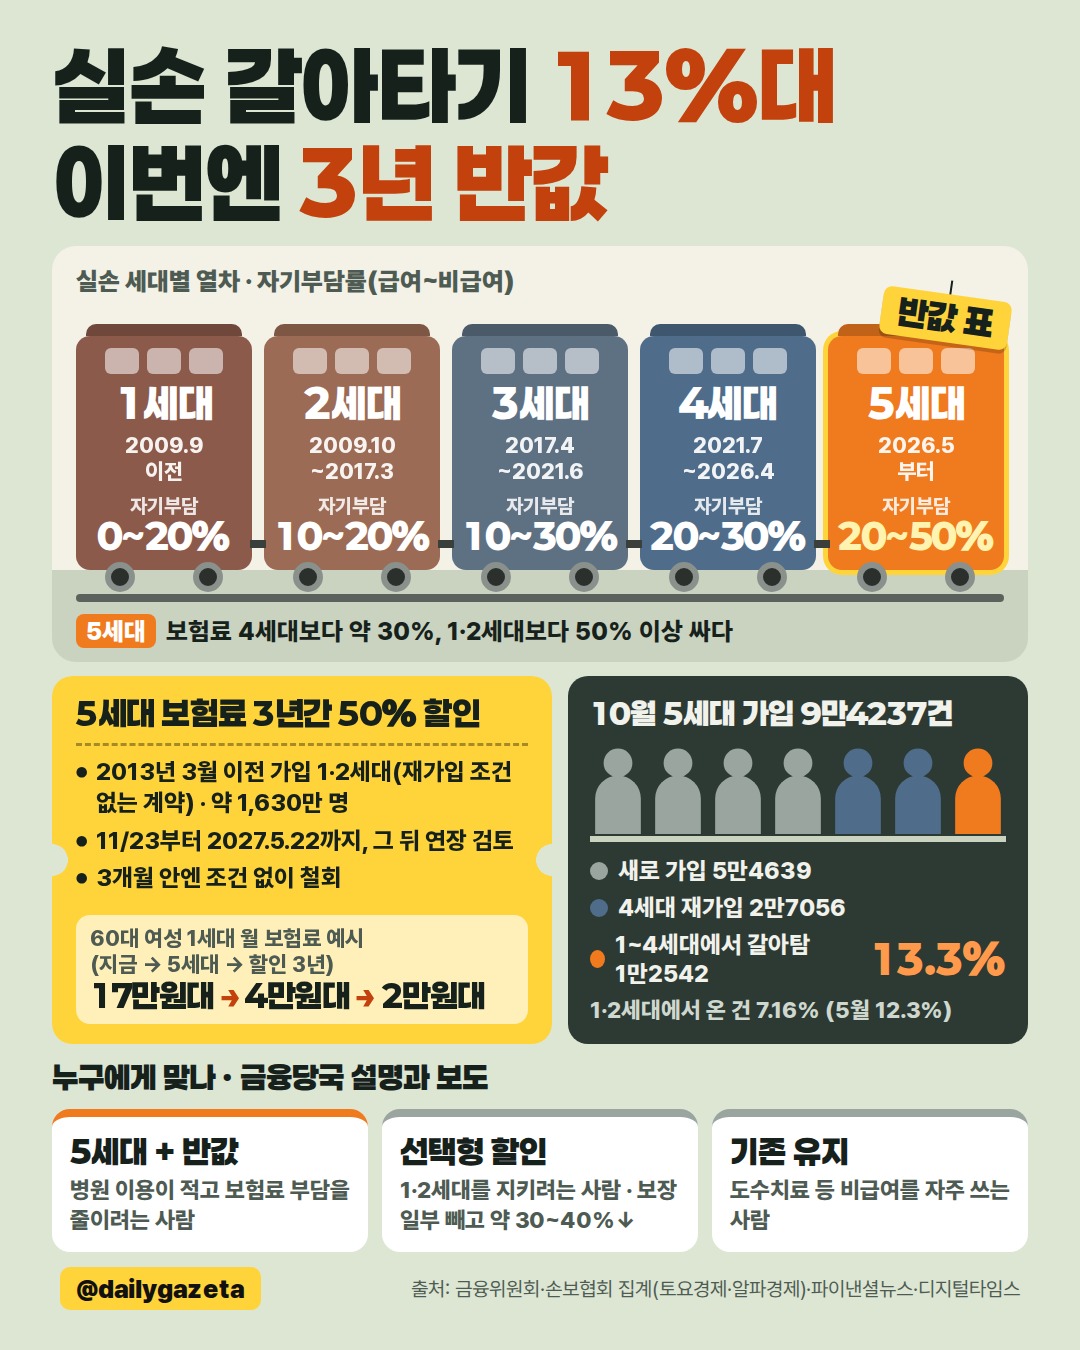 실손 갈아타기 13%대
이번엔 3년 반값
실손 세대별 열차 · 자기부담률(급여~비급여)
반값 표
1세대
2009.9
이전
자기부담
0~20%
2세대
2009.10
~2017.3
자기부담
10~20%
3세대
2017.4
~2021.6
자기부담
10~30%
4세대
2021.7
~2026.4
자기부담
20~30%
5세대
2026.5
부터
자기부담
20~50%
5세대 보험료 4세대보다 약 30%, 1·2세대보다 50% 이상 싸다
5세대 보험료 3년간 50% 할인
● 2013년 3월 이전 가입 1·2세대(재가입 조건
없는 계약) · 약 1,630만 명
● 11/23부터 2027.5.22까지, 그 뒤 연장 검토
● 3개월 안엔 조건 없이 철회
60대 여성 1세대 월 보험료 예시
(지금 → 5세대 → 할인 3년)
17만원대 → 4만원대 → 2만원대
10월 5세대 가입 9만4237건
새로 가입 5만4639
4세대 재가입 2만7056
1~4세대에서 갈아탐
1만2542
13.3%
1·2세대에서 온 건 7.16% (5월 12.3%)
누구에게 맞나 · 금융당국 설명과 보도
5세대 + 반값
병원 이용이 적고 보험료 부담을
줄이려는 사람
선택형 할인
1·2세대를 지키려는 사람 · 보장
일부 빼고 약 30~40%↓
기존 유지
도수치료 등 비급여를 자주 쓰는
사람
@dailygazeta
출처: 금융위원회·손보협회 집계(토요경제·알파경제)·파이낸셜뉴스·디지털타임스